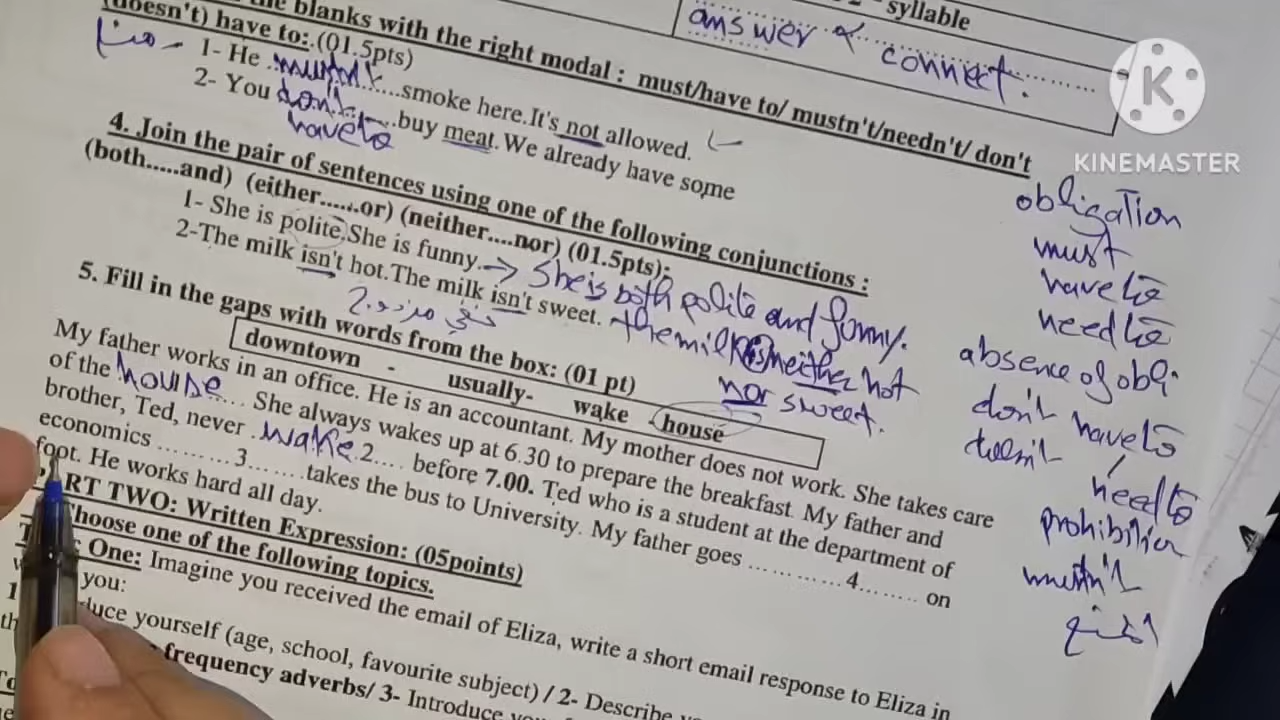 syllable
answer & connect.
the blanks with the right modal : must/have to/ mustn't/needn't/ don't
(doesn't) have to: (01.5pts)
1- He mustn't smoke here.It's not allowed.
2- You don't have to buy meat.We already have some
4. Join the pair of sentences using one of the following conjunctions :
(both.....and) (either......or) (neither....nor) (01.5pts):
1- She is polite.She is funny. → She is both polite and funny.
2-The milk isn't hot.The milk isn't sweet. the milk is neither hot
nor sweet.
5. Fill in the gaps with words from the box: (01 pt)
downtown - usually- wake house
My father works in an office. He is an accountant. My mother does not work. She takes care
of the house.... She always wakes up at 6.30 to prepare the breakfast. My father and
brother, Ted, never .wake.2.... before 7.00. Ted who is a student at the department of
economics .........3...... takes the bus to University. My father goes ............4........ on
foot. He works hard all day.
RT TWO: Written Expression: (05points)
Choose one of the following topics.
One: Imagine you received the email of Eliza, write a short email response to Eliza in
you:
duce yourself (age, school, favourite subject) / 2- Describe
frequency adverbs/ 3- Introduce
obligation
must
have to
need to
absence of obli
don't have to
doesn't
need to
prohibition
mustn't
KINEMASTER